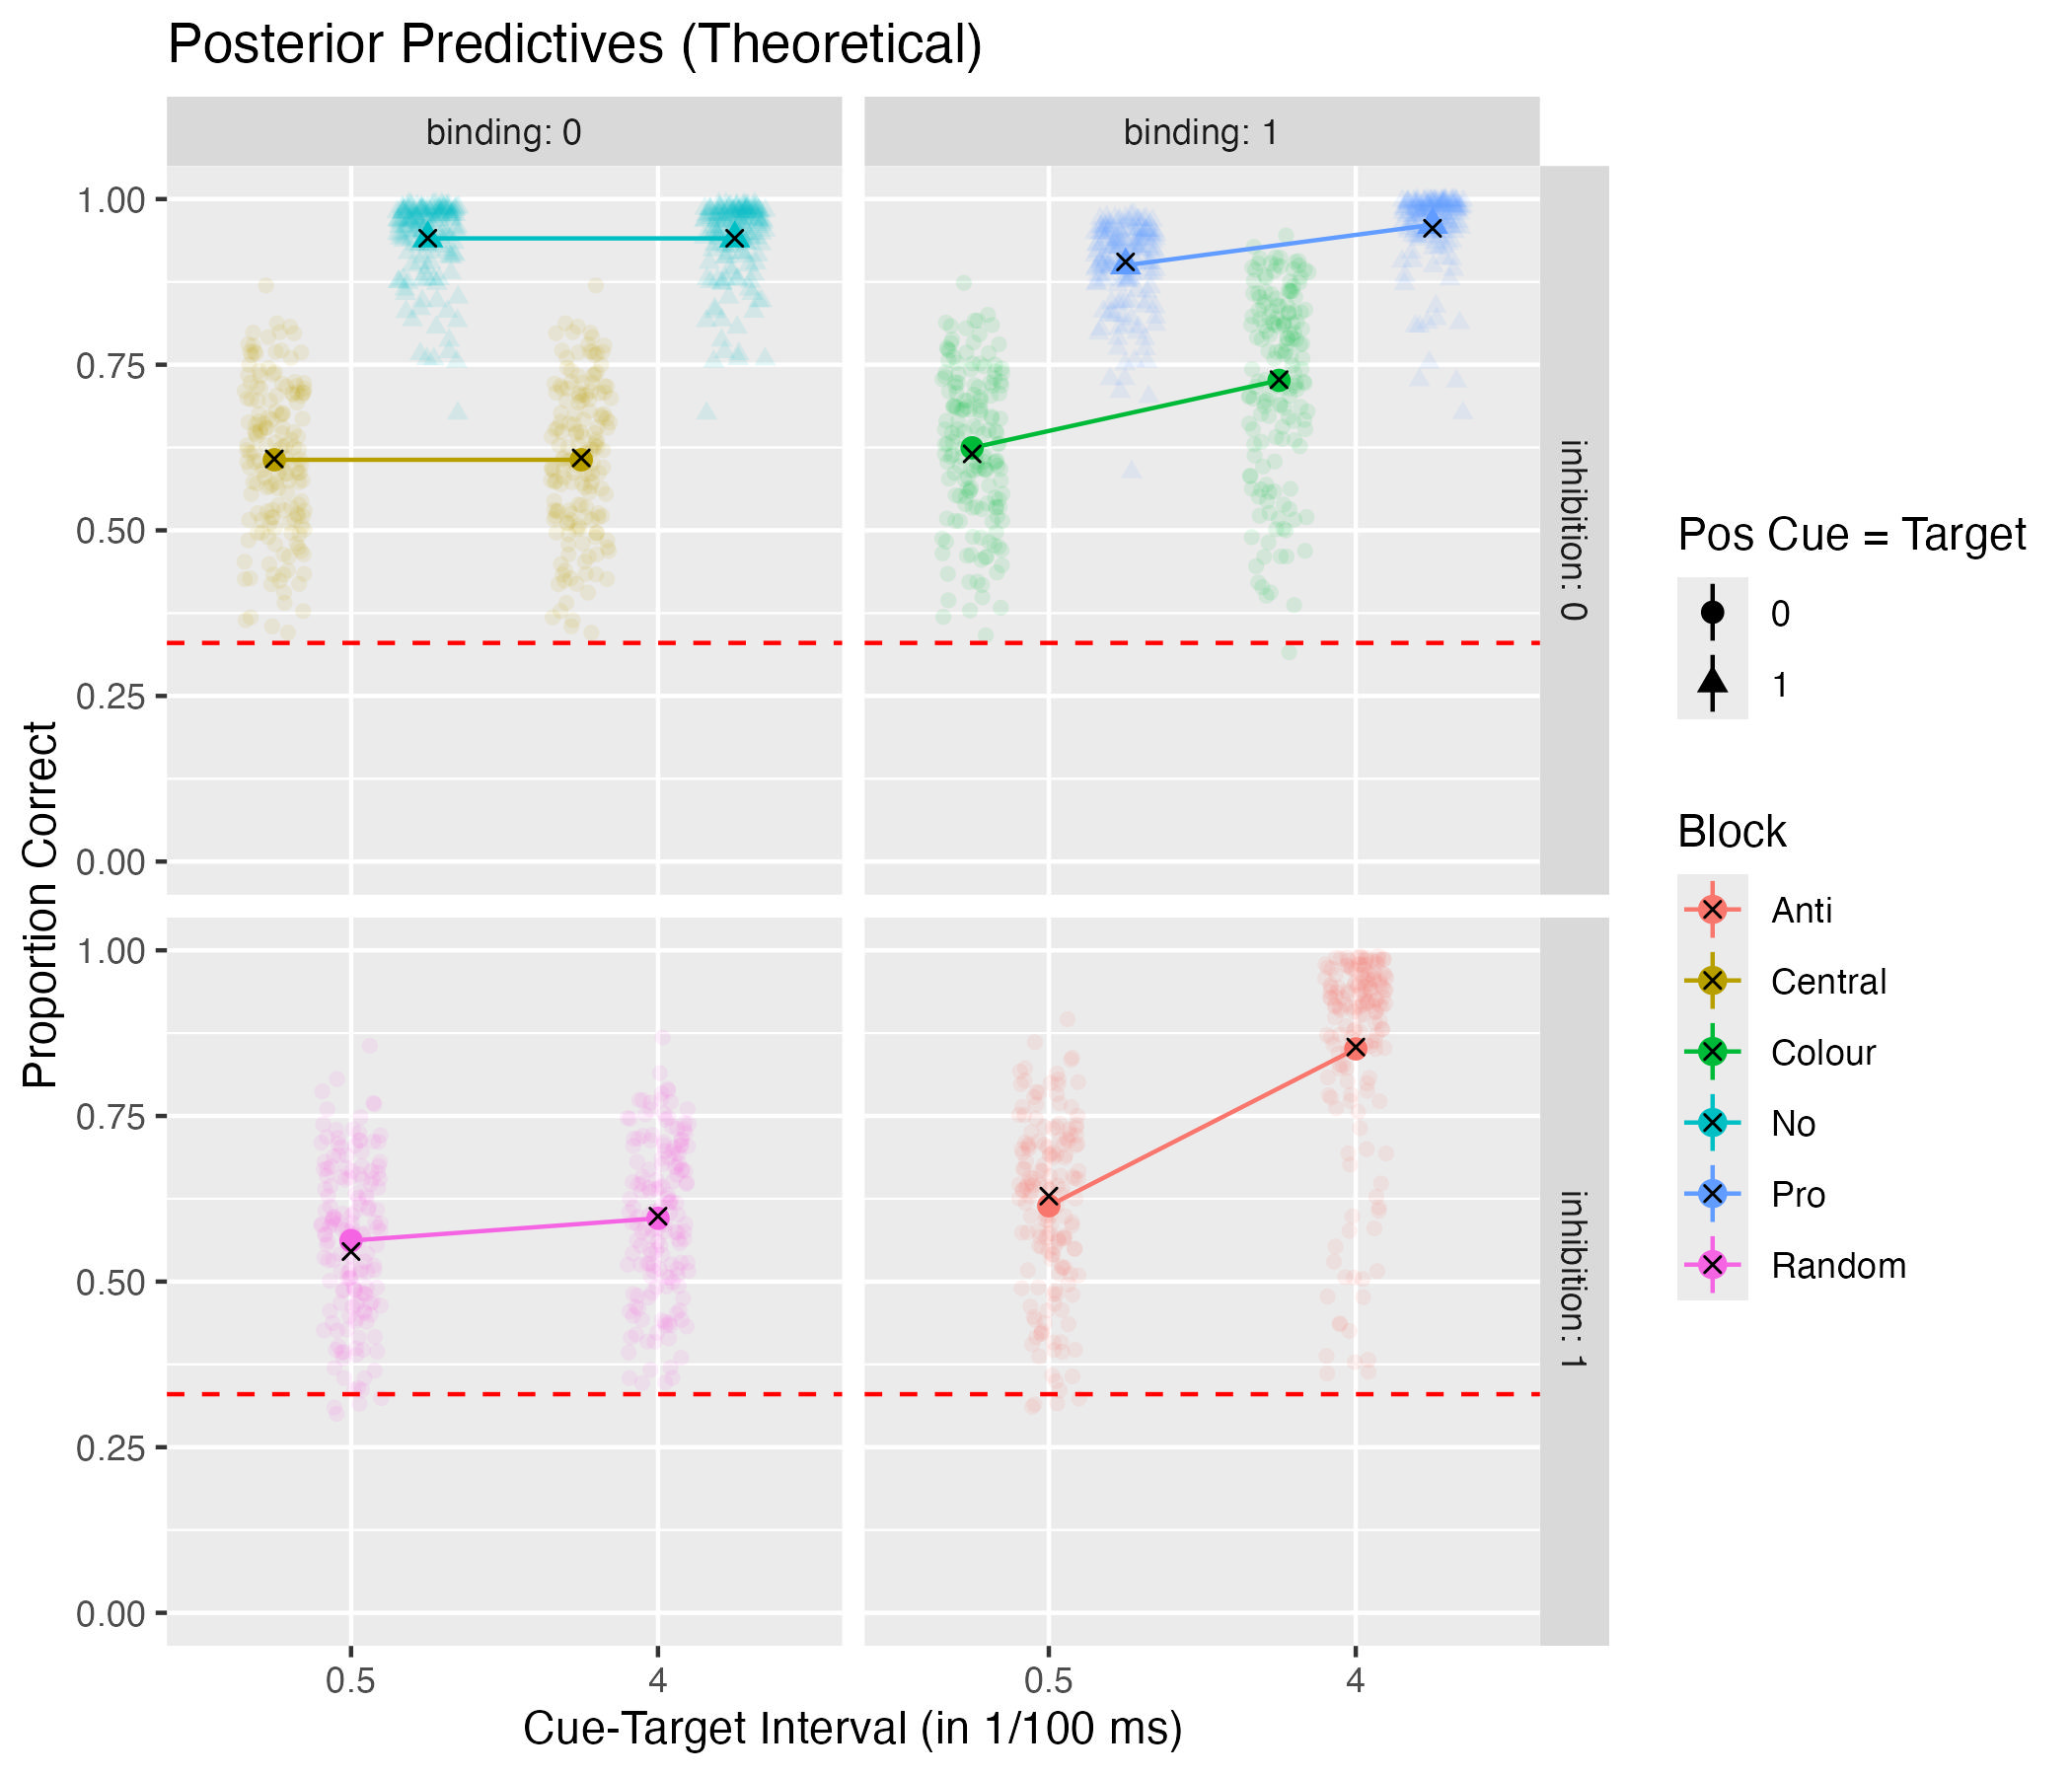 Posterior Predictives (Theoretical)
binding: 0
binding: 1
1.00
0.75
0.50
0.25
0.00
inhibition: 0
1.00
0.75
0.50
0.25
0.00
inhibition: 1
Proportion Correct
0.5
4
0.5
4
Cue-Target Interval (in 1/100 ms)
Pos Cue = Target
0
1
Block
Anti
Central
Colour
No
Pro
Random